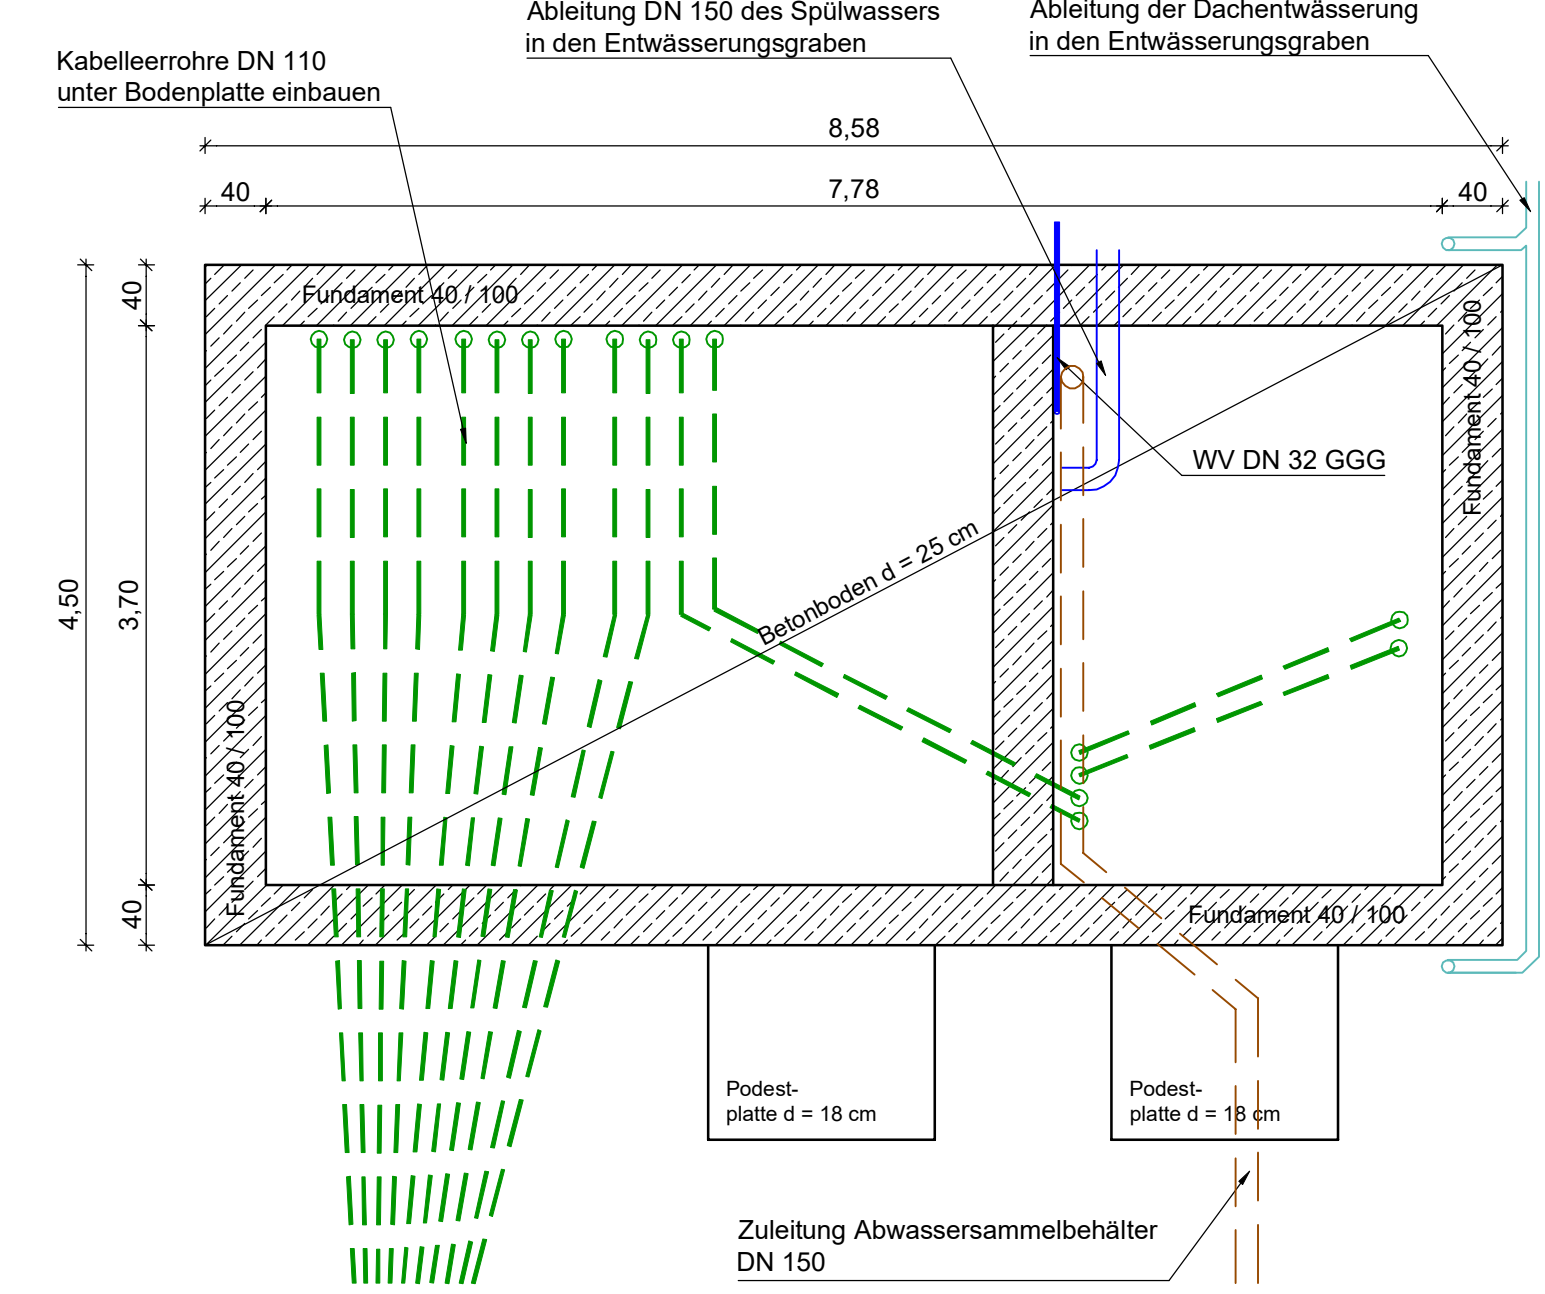 Ableitung DN 150 des Spülwassers
in den Entwässerungsgraben
Ableitung der Dachentwässerung
in den Entwässerungsgraben
Kabelleerrohre DN 110
unter Bodenplatte einbauen
8,58
40
7,78
40
40
Fundament 40 / 100
Fundament 40 / 100
WV DN 32 GGG
Betonboden d = 25 cm
4,50
3,70
Fundament 40 / 100
40
Fundament 40 / 100
Podest-
platte d = 18 cm
Podest-
platte d = 18 cm
Zuleitung Abwassersammelbehälter
DN 150